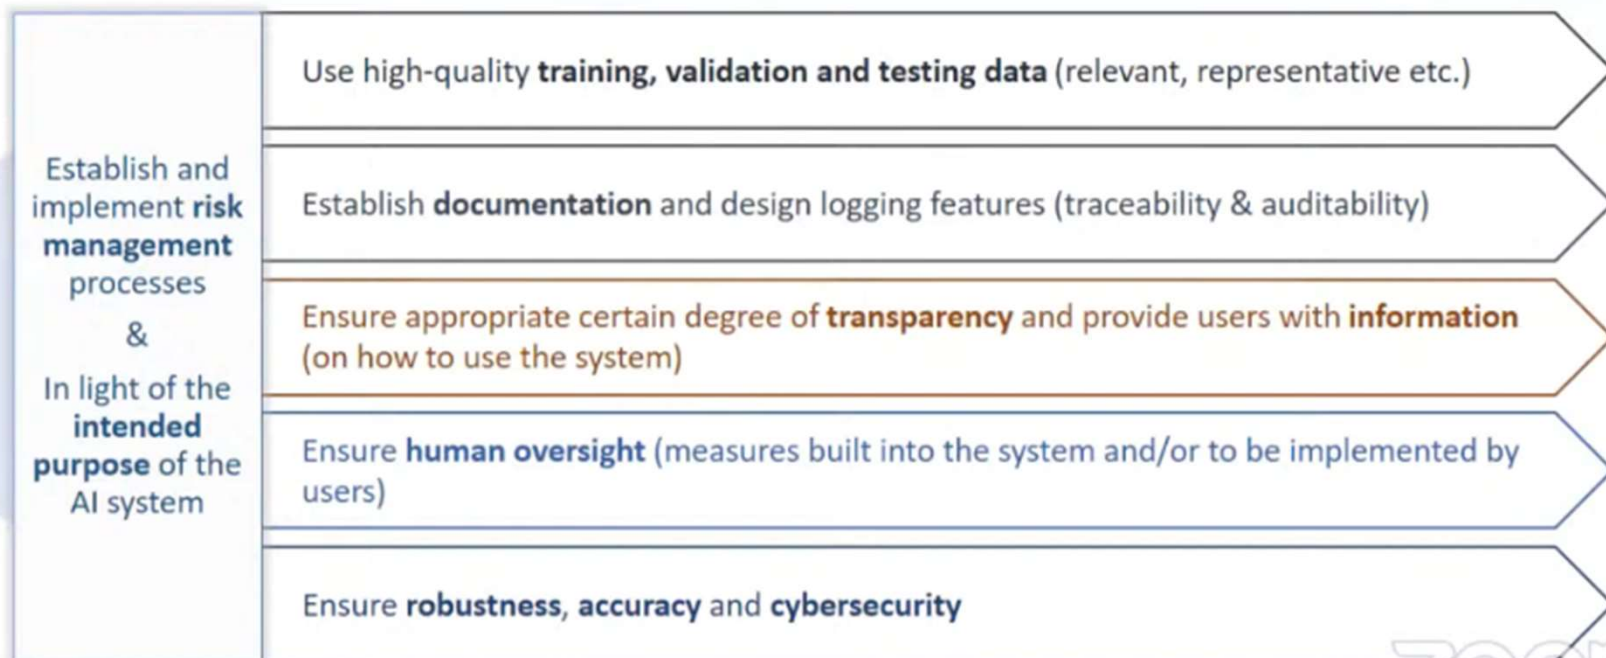 Establish and
implement risk
management
processes
&
In light of the
intended
purpose of the
AI system
Use high-quality training, validation and testing data (relevant, representative etc.)
Establish documentation and design logging features (traceability & auditability)
Ensure appropriate certain degree of transparency and provide users with information
(on how to use the system)
Ensure human oversight (measures built into the system and/or to be implemented by
users)
Ensure robustness, accuracy and cybersecurity